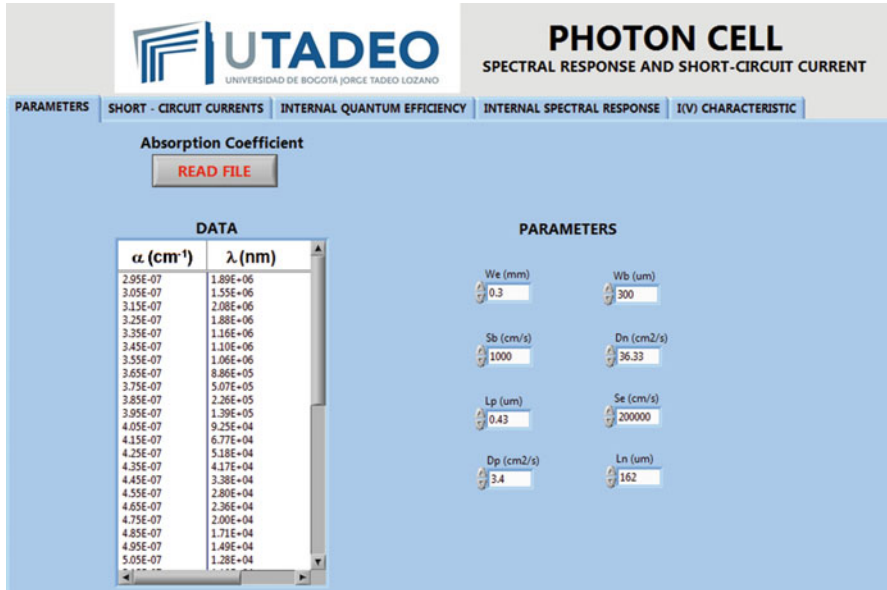 UTADEO
UNIVERSIDAD DE BOGOTÁ JORGE TADEO LOZANO
PHOTON CELL
SPECTRAL RESPONSE AND SHORT-CIRCUIT CURRENT
PARAMETERS SHORT - CIRCUIT CURRENTS INTERNAL QUANTUM EFFICIENCY INTERNAL SPECTRAL RESPONSE I(V) CHARACTERISTIC
Absorption Coefficient
READ FILE
DATA
α (cm⁻¹) λ (nm)
2.95E-07 1.89E+06
3.05E-07 1.55E+06
3.15E-07 2.08E+06
3.25E-07 1.88E+06
3.35E-07 1.16E+06
3.45E-07 1.10E+06
3.55E-07 1.06E+06
3.65E-07 8.86E+05
3.75E-07 5.07E+05
3.85E-07 2.26E+05
3.95E-07 1.39E+05
4.05E-07 9.25E+04
4.15E-07 6.77E+04
4.25E-07 5.18E+04
4.35E-07 4.17E+04
4.45E-07 3.38E+04
4.55E-07 2.80E+04
4.65E-07 2.36E+04
4.75E-07 2.00E+04
4.85E-07 1.71E+04
4.95E-07 1.49E+04
5.05E-07 1.28E+04
PARAMETERS
We (mm) Wb (um)
0.3 300
Sb (cm/s) Dn (cm2/s)
1000 36.33
Lp (um) Se (cm/s)
0.43 200000
Dp (cm2/s) Ln (um)
3.4 162